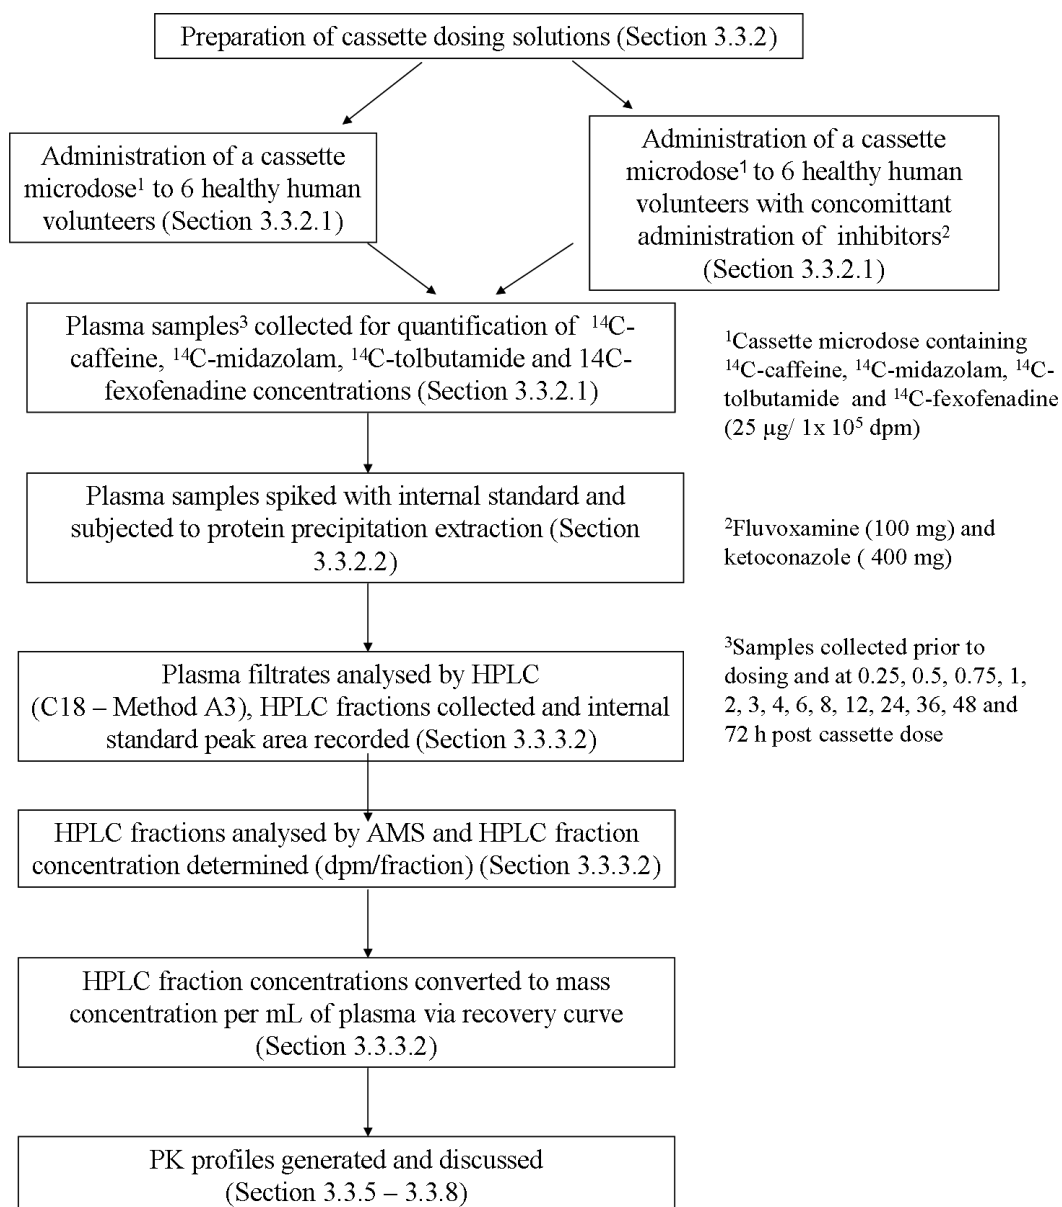 Preparation of cassette dosing solutions (Section 3.3.2)
Administration of a cassette
microdose¹ to 6 healthy human
volunteers (Section 3.3.2.1)
Administration of a cassette
microdose¹ to 6 healthy human
volunteers with concomittant
administration of inhibitors²
(Section 3.3.2.1)
Plasma samples³ collected for quantification of ¹⁴C-
caffeine, ¹⁴C-midazolam, ¹⁴C-tolbutamide and 14C-
fexofenadine concentrations (Section 3.3.2.1)
¹Cassette microdose containing
¹⁴C-caffeine, ¹⁴C-midazolam, ¹⁴C-
tolbutamide and ¹⁴C-fexofenadine
(25 µg/ 1x 10⁵ dpm)
Plasma samples spiked with internal standard and
subjected to protein precipitation extraction (Section
3.3.2.2)
²Fluvoxamine (100 mg) and
ketoconazole ( 400 mg)
Plasma filtrates analysed by HPLC
(C18 – Method A3), HPLC fractions collected and internal
standard peak area recorded (Section 3.3.3.2)
³Samples collected prior to
dosing and at 0.25, 0.5, 0.75, 1,
2, 3, 4, 6, 8, 12, 24, 36, 48 and
72 h post cassette dose
HPLC fractions analysed by AMS and HPLC fraction
concentration determined (dpm/fraction) (Section 3.3.3.2)
HPLC fraction concentrations converted to mass
concentration per mL of plasma via recovery curve
(Section 3.3.3.2)
PK profiles generated and discussed
(Section 3.3.5 – 3.3.8)